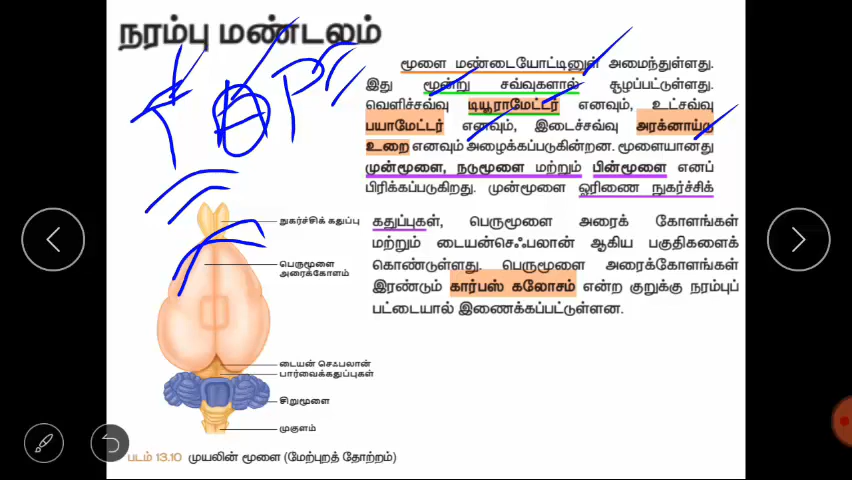 நரம்பு மண்டலம்
மூளை மண்டையோட்டினுள் அமைந்துள்ளது.
இது மூன்று சவ்வுகளால் சூழப்பட்டுள்ளது.
வெளிச்சவ்வு டியூராமேட்டர் எனவும், உட்சவ்வு
பயாமேட்டர் எனவும், இடைச்சவ்வு அரக்னாய்டு
உறை எனவும் அழைக்கப்படுகின்றன. மூளையானது
முன்மூளை, நடுமூளை மற்றும் பின்மூளை எனப்
பிரிக்கப்படுகிறது. முன்மூளை ஓரிணை நுகர்ச்சிக்
கதுப்புகள், பெருமூளை அரைக் கோளங்கள்
மற்றும் டையன்செஃபலான் ஆகிய பகுதிகளைக்
கொண்டுள்ளது. பெருமூளை அரைக்கோளங்கள்
இரண்டும் கார்பஸ் கலோசம் என்ற குறுக்கு நரம்புப்
பட்டையால் இணைக்கப்பட்டுள்ளன.
நுகர்ச்சிக் கதுப்பு
பெருமூளை
அரைக்கோளம்
டையன் செஃபலான்
பார்வைக்கதுப்புகள்
சிறுமூளை
முகுளம்
படம் 13.10 முயலின் மூளை (மேற்புறத் தோற்றம்)